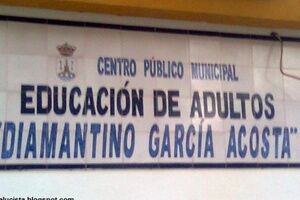 CENTRO PÚBLICO MUNICIPAL
EDUCACIÓN DE ADULTOS
"DIAMANTINO GARCÍA ACOSTA"